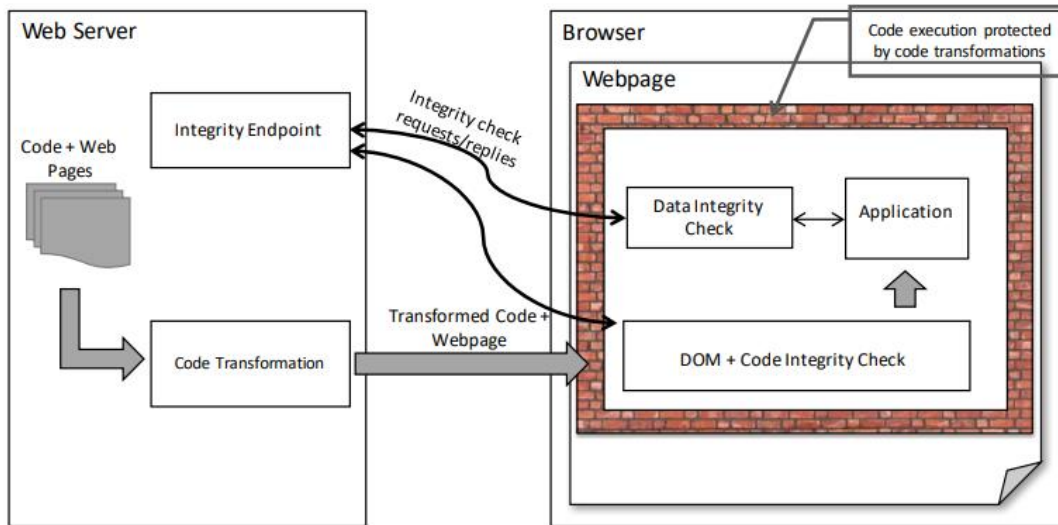 Web Server
Browser
Code execution protected
by code transformations
Webpage
Integrity Endpoint
Integrity check
requests/replies
Code + Web
Pages
Data Integrity
Check
Application
Transformed Code +
Webpage
Code Transformation
DOM + Code Integrity Check